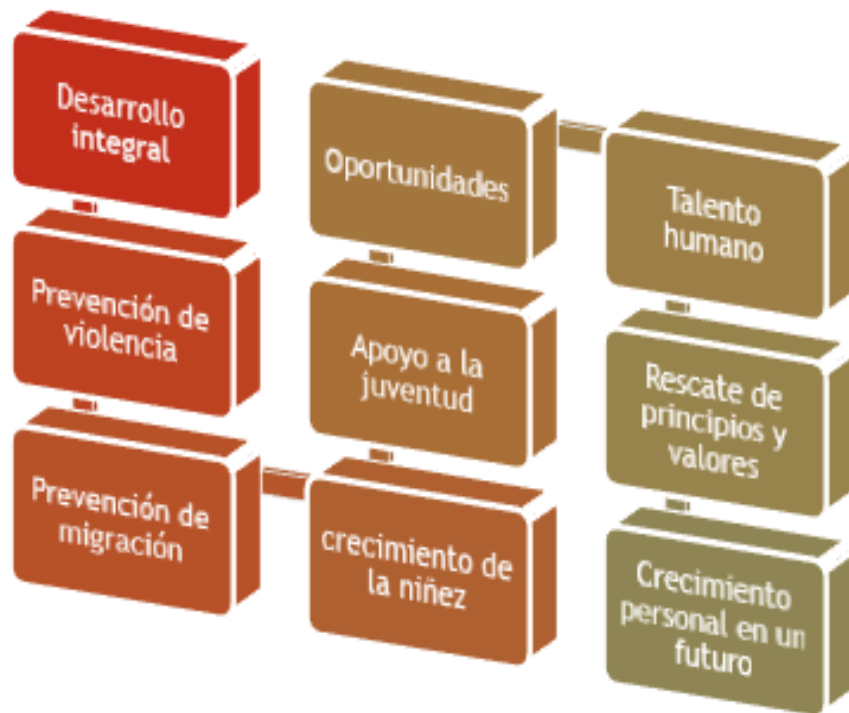 Desarrollo
integral
Prevención de
violencia
Prevención de
migración
crecimiento de
la niñez
Apoyo a la
juventud
Oportunidades
Talento
humano
Rescate de
principios y
valores
Crecimiento
personal en un
futuro